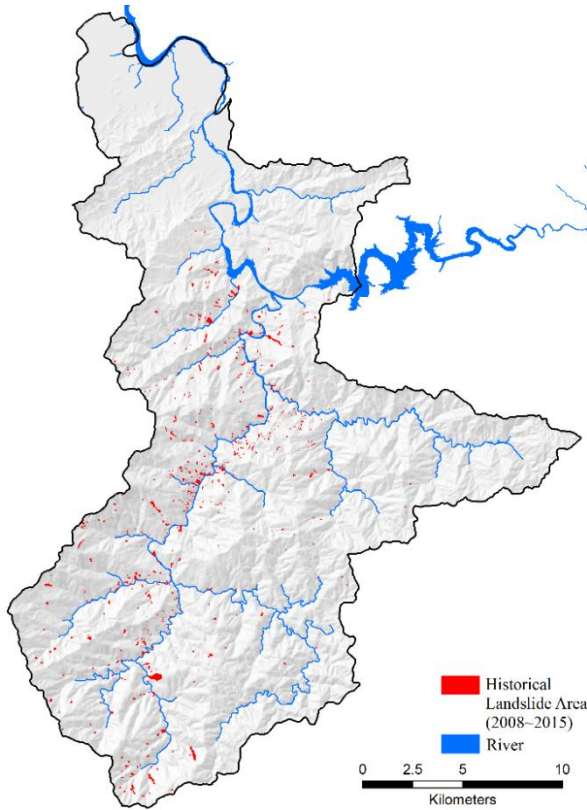 Historical
Landslide Area
(2008~2015)
River
0 2.5 5 10
Kilometers